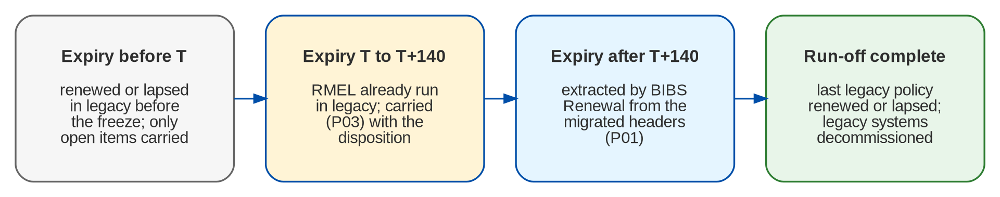 Expiry before T
renewed or lapsed
in legacy before
the freeze; only
open items carried
Expiry T to T+140
RMEL already run
in legacy; carried
(P03) with the
disposition
Expiry after T+140
extracted by BIBS
Renewal from the
migrated headers
(P01)
Run-off complete
last legacy policy
renewed or lapsed;
legacy systems
decommissioned